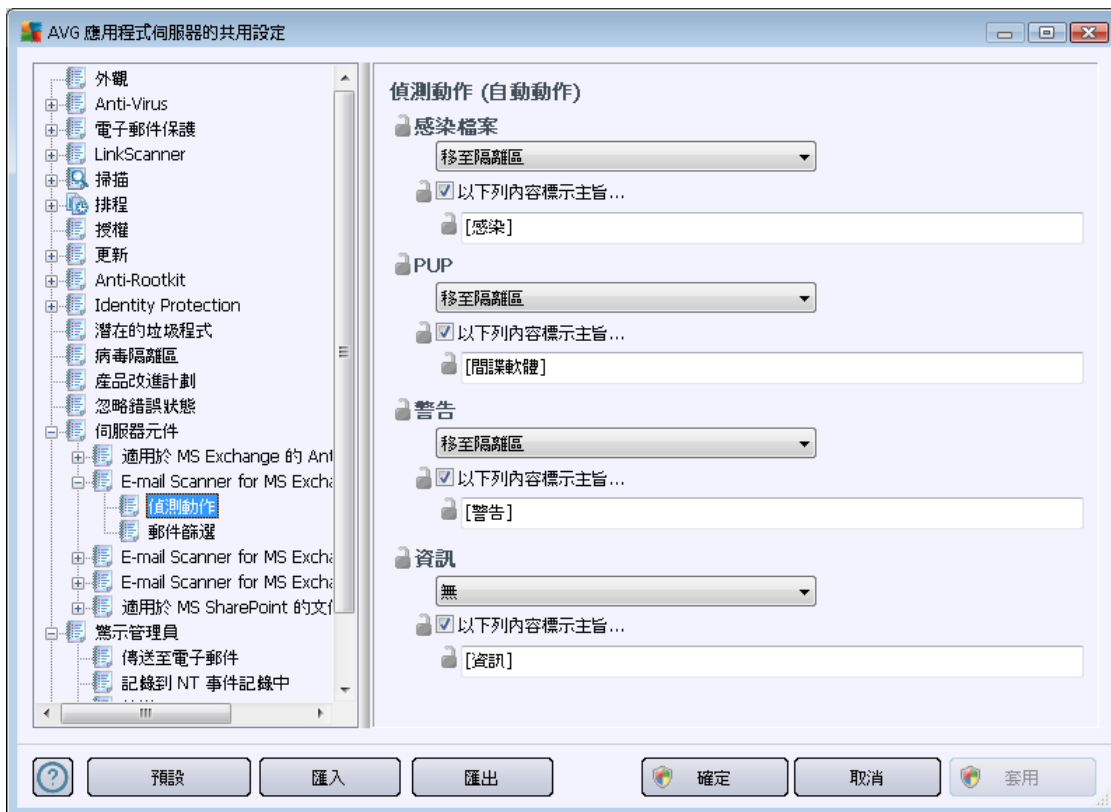 AVG 應用程式伺服器的共用設定
外觀
Anti-Virus
電子郵件保護
LinkScanner
掃描
排程
授權
更新
Anti-Rootkit
Identity Protection
潛在的垃圾程式
病毒隔離區
產品改進計劃
忽略錯誤狀態
伺服器元件
適用於 MS Exchange 的 Ant
E-mail Scanner for MS Excha
偵測動作
郵件篩選
E-mail Scanner for MS Excha
E-mail Scanner for MS Excha
適用於 MS SharePoint 的文件
警示管理員
傳送至電子郵件
記錄到 NT 事件記錄中
偵測動作 (自動動作)
感染檔案
移至隔離區
以下列內容標示主旨...
[感染]
PUP
移至隔離區
以下列內容標示主旨...
[間諜軟體]
警告
移至隔離區
以下列內容標示主旨...
[警告]
資訊
無
以下列內容標示主旨...
[資訊]
預設
匯入
匯出
確定
取消
套用